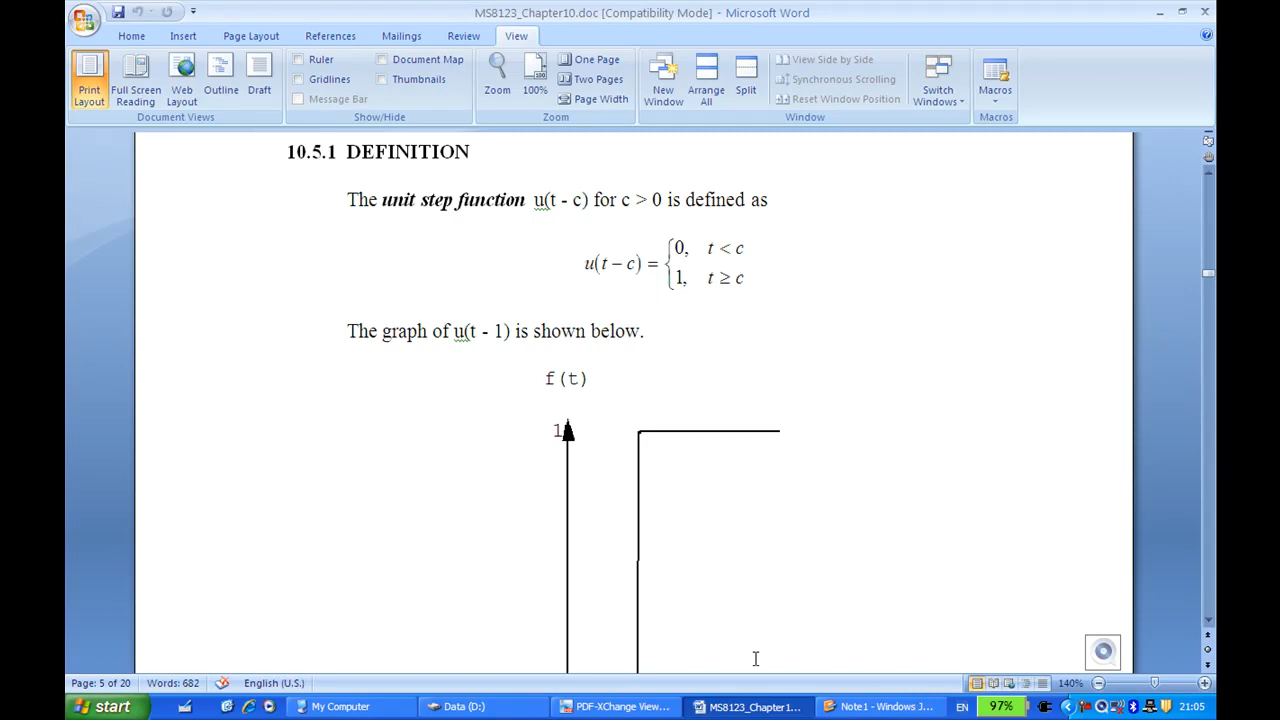 MS8123_Chapter10.doc [Compatibility Mode] - Microsoft Word
Home Insert Page Layout References Mailings Review View
Print Layout
Full Screen Reading
Web Layout
Outline
Draft
Document Views
Ruler
Gridlines
Message Bar
Document Map
Thumbnails
Show/Hide
Zoom
100%
One Page
Two Pages
Page Width
Zoom
New Window
Arrange All
Split
View Side by Side
Synchronous Scrolling
Reset Window Position
Switch Windows
Window
Macros
Macros
10.5.1 DEFINITION
The unit step function u(t - c) for c > 0 is defined as
u(t − c) = {0, t < c
1, t ≥ c
The graph of u(t - 1) is shown below.
f(t)
1
Page: 5 of 20 Words: 682 English (U.S.) 140%
start My Computer Data (D:) PDF-XChange View... MS8123_Chapter1... Note1 - Windows J... EN 97% 21:05